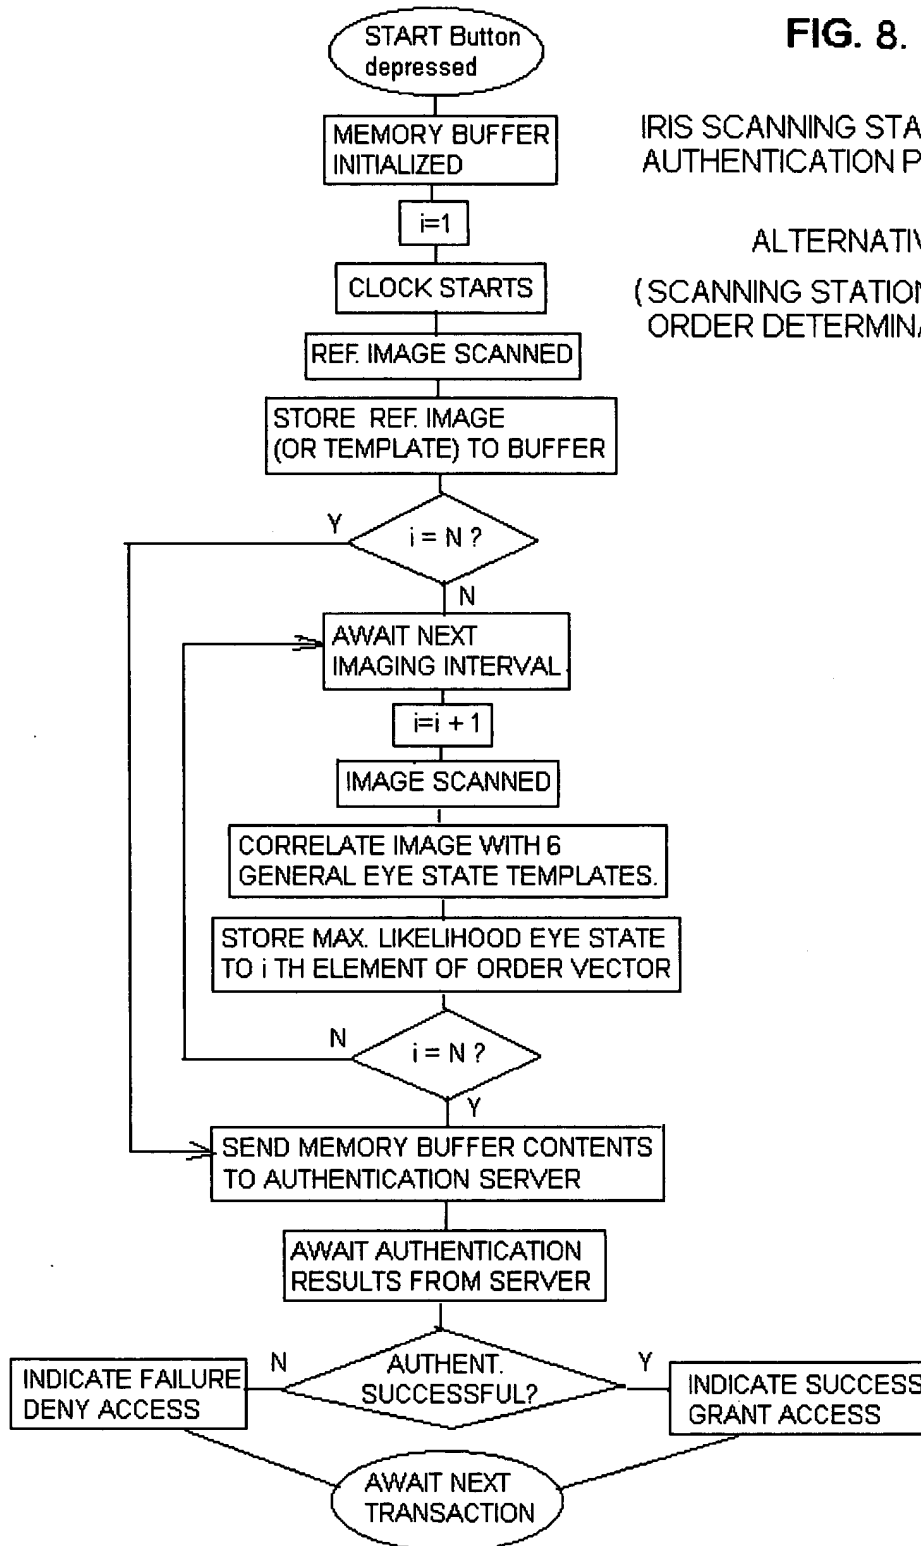 START Button
depressed
FIG. 8.
MEMORY BUFFER
INITIALIZED
IRIS SCANNING STA
AUTHENTICATION P
i=1
ALTERNATIV
CLOCK STARTS
(SCANNING STATION
ORDER DETERMINA
REF. IMAGE SCANNED
STORE REF. IMAGE
(OR TEMPLATE) TO BUFFER
Y
i = N ?
N
AWAIT NEXT
IMAGING INTERVAL
i=i + 1
IMAGE SCANNED
CORRELATE IMAGE WITH 6
GENERAL EYE STATE TEMPLATES.
STORE MAX. LIKELIHOOD EYE STATE
TO i TH ELEMENT OF ORDER VECTOR
N
i = N ?
Y
SEND MEMORY BUFFER CONTENTS
TO AUTHENTICATION SERVER
AWAIT AUTHENTICATION
RESULTS FROM SERVER
N
AUTHENT.
SUCCESSFUL?
Y
INDICATE FAILURE
DENY ACCESS
INDICATE SUCCESS
GRANT ACCESS
AWAIT NEXT
TRANSACTION